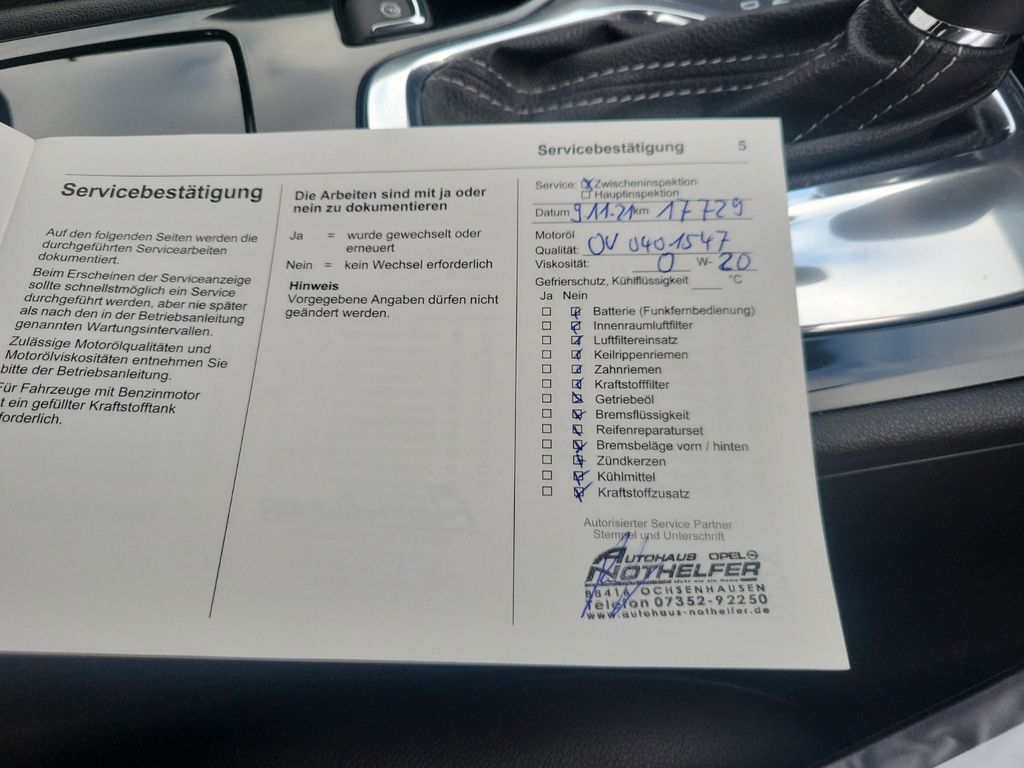 Servicebestätigung 5
Servicebestätigung
Auf den folgenden Seiten werden die
durchgeführten Servicearbeiten
dokumentiert.
Beim Erscheinen der Serviceanzeige
sollte schnellstmöglich ein Service
durchgeführt werden, aber nie später
als nach den in der Betriebsanleitung
genannten Wartungsintervallen.
Zulässige Motorölqualitäten und
Motorölviskositäten entnehmen Sie
bitte der Betriebsanleitung.
Für Fahrzeuge mit Benzinmotor
t ein gefüllter Kraftstofftank
forderlich.
Die Arbeiten sind mit ja oder
nein zu dokumentieren
Ja = wurde gewechselt oder
erneuert
Nein = kein Wechsel erforderlich
Hinweis
Vorgegebene Angaben dürfen nicht
geändert werden.
Service: Zwischeninspektion
Hauptinspektion
Datum 9.11.21 km 17729
Motoröl
Qualität: OV 0401547
Viskosität: 0 W- 20
Gefrierschutz, Kühlflüssigkeit °C
Ja Nein
Batterie (Funkfernbedienung)
Innenraumluftfilter
Luftfiltereinsatz
Keilrippenriemen
Zahnriemen
Kraftstofffilter
Getriebeöl
Bremsflüssigkeit
Reifenreparaturset
Bremsbeläge vorn / hinten
Zündkerzen
Kühlmittel
Kraftstoffzusatz
Autorisierter Service Partner
Stempel und Unterschrift
AUTOHAUS OPEL
NOTHELFER
88416 OCHSENHAUSEN
Telefon 07352-92250
www.autohaus-nothelfer.de